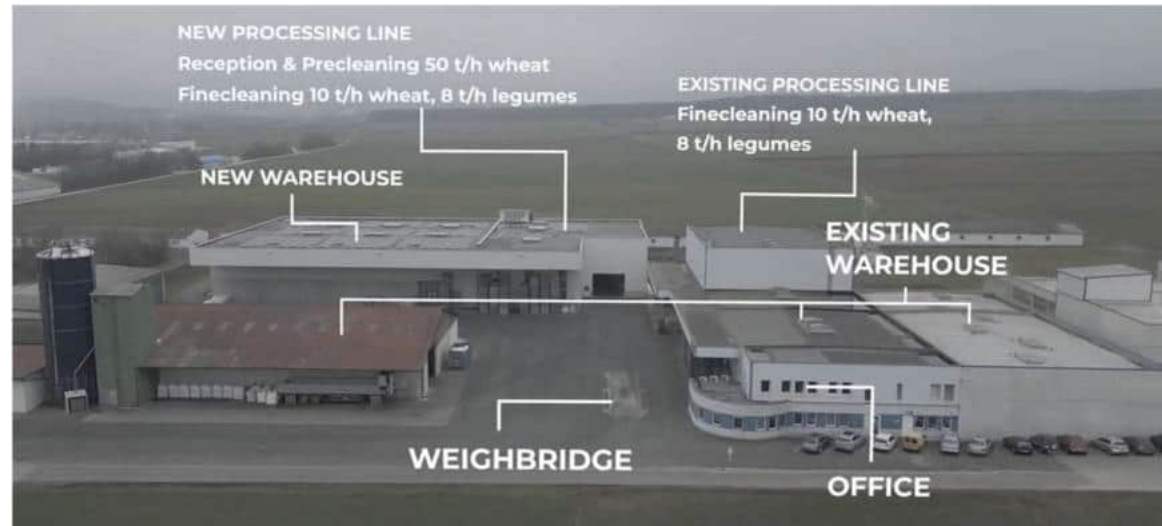 NEW PROCESSING LINE
Reception & Precleaning 50 t/h wheat
Finecleaning 10 t/h wheat, 8 t/h legumes
EXISTING PROCESSING LINE
Finecleaning 10 t/h wheat,
8 t/h legumes
NEW WAREHOUSE
EXISTING
WAREHOUSE
WEIGHBRIDGE
OFFICE